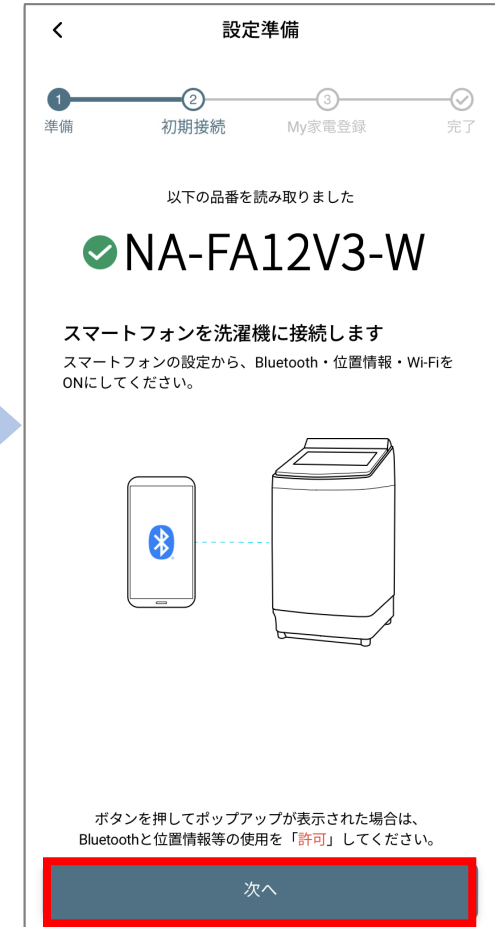 設定準備
1 2 3
準備 初期接続 My家電登録 完了
以下の品番を読み取りました
NA-FA12V3-W
スマートフォンを洗濯機に接続します
スマートフォンの設定から、Bluetooth・位置情報・Wi-Fiを
ONにしてください。
ボタンを押してポップアップが表示された場合は、
Bluetoothと位置情報等の使用を「許可」してください。
次へ